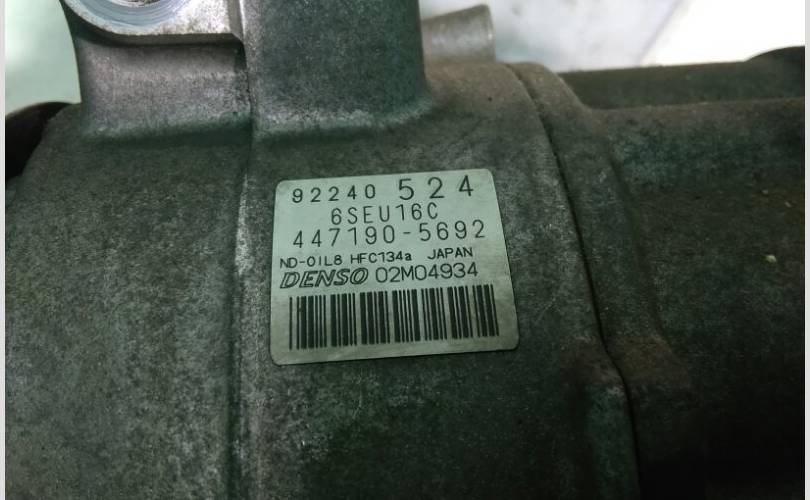 92240 524
6SEU16C
447190-5692
ND-OIL8 HFC134a JAPAN
DENSO 02M04934